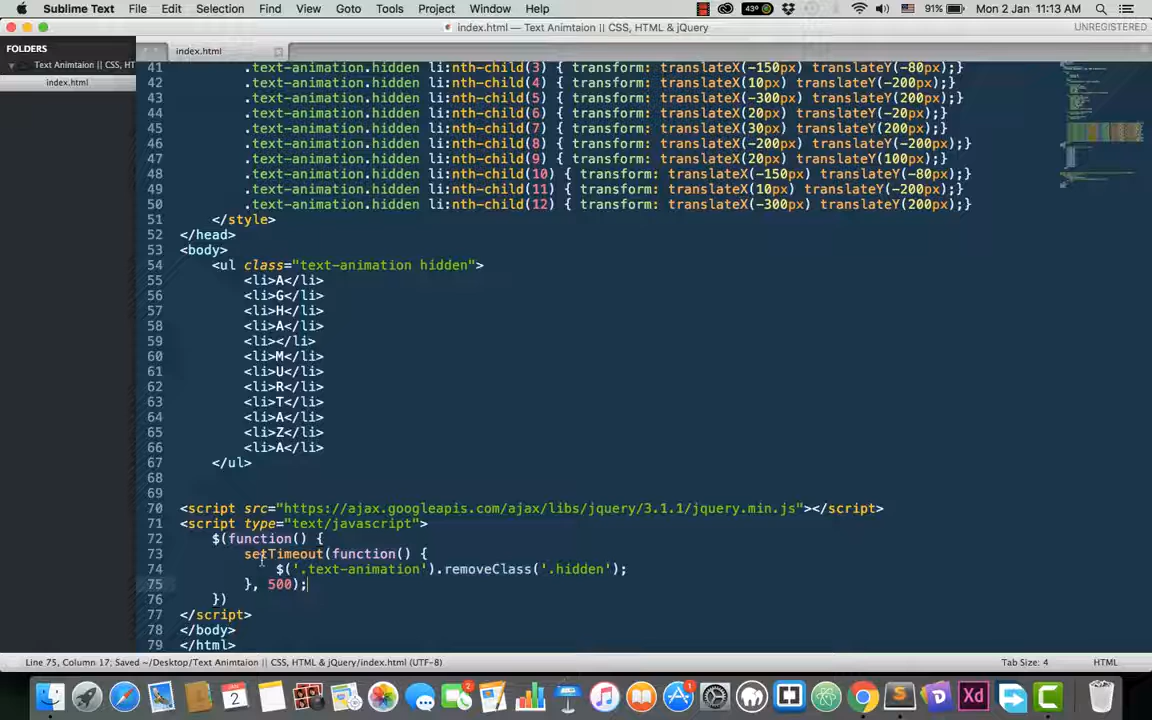 Sublime Text File Edit Selection Find View Goto Tools Project Window Help 43° 91% Mon 2 Jan 11:13 AM
index.html — Text Animtaion || CSS, HTML & jQuery UNREGISTERED
FOLDERS
Text Animtaion || CSS, HT
index.html
index.html
41 .text-animation.hidden li:nth-child(3) { transform: translateX(-150px) translateY(-80px);}
42 .text-animation.hidden li:nth-child(4) { transform: translateX(10px) translateY(-200px);}
43 .text-animation.hidden li:nth-child(5) { transform: translateX(-300px) translateY(200px);}
44 .text-animation.hidden li:nth-child(6) { transform: translateX(20px) translateY(-20px);}
45 .text-animation.hidden li:nth-child(7) { transform: translateX(30px) translateY(200px);}
46 .text-animation.hidden li:nth-child(8) { transform: translateX(-200px) translateY(-200px);}
47 .text-animation.hidden li:nth-child(9) { transform: translateX(20px) translateY(100px);}
48 .text-animation.hidden li:nth-child(10) { transform: translateX(-150px) translateY(-80px);}
49 .text-animation.hidden li:nth-child(11) { transform: translateX(10px) translateY(-200px);}
50 .text-animation.hidden li:nth-child(12) { transform: translateX(-300px) translateY(200px);}
51 </style>
52 </head>
53 <body>
54 <ul class="text-animation hidden">
55 <li>A</li>
56 <li>G</li>
57 <li>H</li>
58 <li>A</li>
59 <li></li>
60 <li>M</li>
61 <li>U</li>
62 <li>R</li>
63 <li>T</li>
64 <li>A</li>
65 <li>Z</li>
66 <li>A</li>
67 </ul>
68
69
70 <script src="https://ajax.googleapis.com/ajax/libs/jquery/3.1.1/jquery.min.js"></script>
71 <script type="text/javascript">
72 $(function() {
73 setTimeout(function() {
74 $('.text-animation').removeClass('.hidden');
75 }, 500);
76 })
77 </script>
78 </body>
79 </html>
Line 75, Column 17; Saved ~/Desktop/Text Animtaion || CSS, HTML & jQuery/index.html (UTF-8) Tab Size: 4 HTML